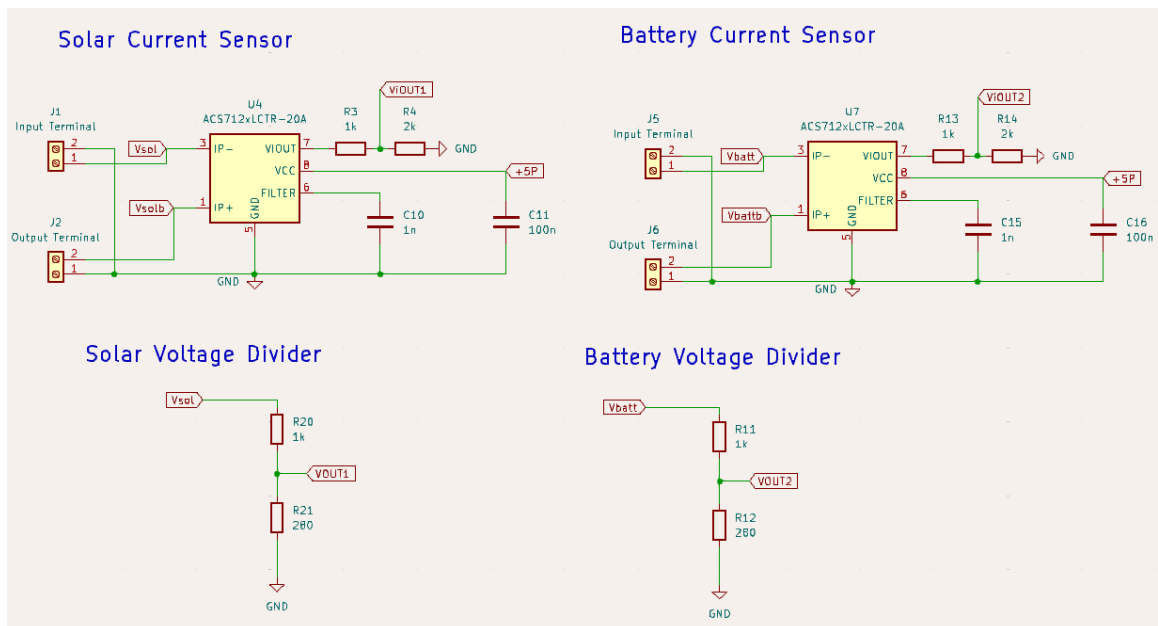 Solar Current Sensor
Battery Current Sensor
J1
Input Terminal
2
1
Vsol
Vsolb
J2
Output Terminal
2
1
U4
ACS712xLCTR-20A
3 IP-
1 IP+
VIOUT 7
VCC 8
FILTER 6
GND
5
R3
1k
R4
2k
ViOUT1
GND
+5P
C10
1n
C11
100n
GND
J5
Input Terminal
2
1
Vbatt
Vbattb
J6
Output Terminal
2
1
U7
ACS712xLCTR-20A
3 IP-
1 IP+
VIOUT 7
VCC 8
FILTER 6
GND
5
R13
1k
R14
2k
ViOUT2
GND
+5P
C15
1n
C16
100n
GND
Solar Voltage Divider
Vsol
R20
1k
VOUT1
R21
280
GND
Battery Voltage Divider
Vbatt
R11
1k
VOUT2
R12
280
GND